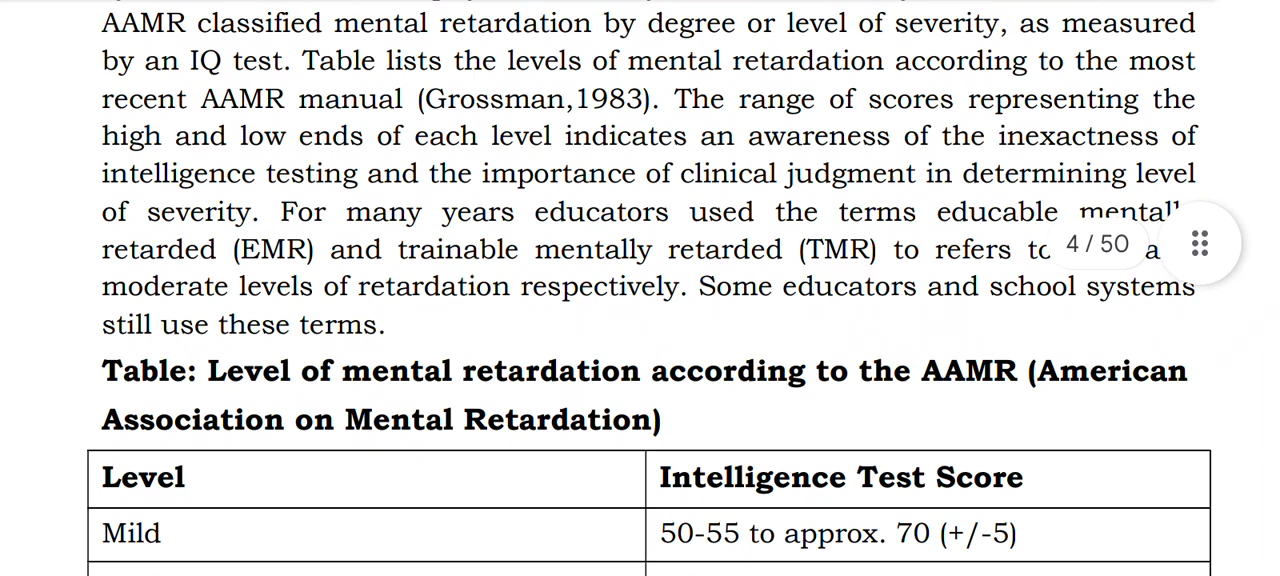 AAMR classified mental retardation by degree or level of severity, as measured
by an IQ test. Table lists the levels of mental retardation according to the most
recent AAMR manual (Grossman,1983). The range of scores representing the
high and low ends of each level indicates an awareness of the inexactness of
intelligence testing and the importance of clinical judgment in determining level
of severity. For many years educators used the terms educable
retarded (EMR) and trainable mentally retarded (TMR) to refers
4 / 50
moderate levels of retardation respectively. Some educators and school systems
still use these terms.
Table: Level of mental retardation according to the AAMR (American
Association on Mental Retardation)
Level Intelligence Test Score
Mild 50-55 to approx. 70 (+/-5)